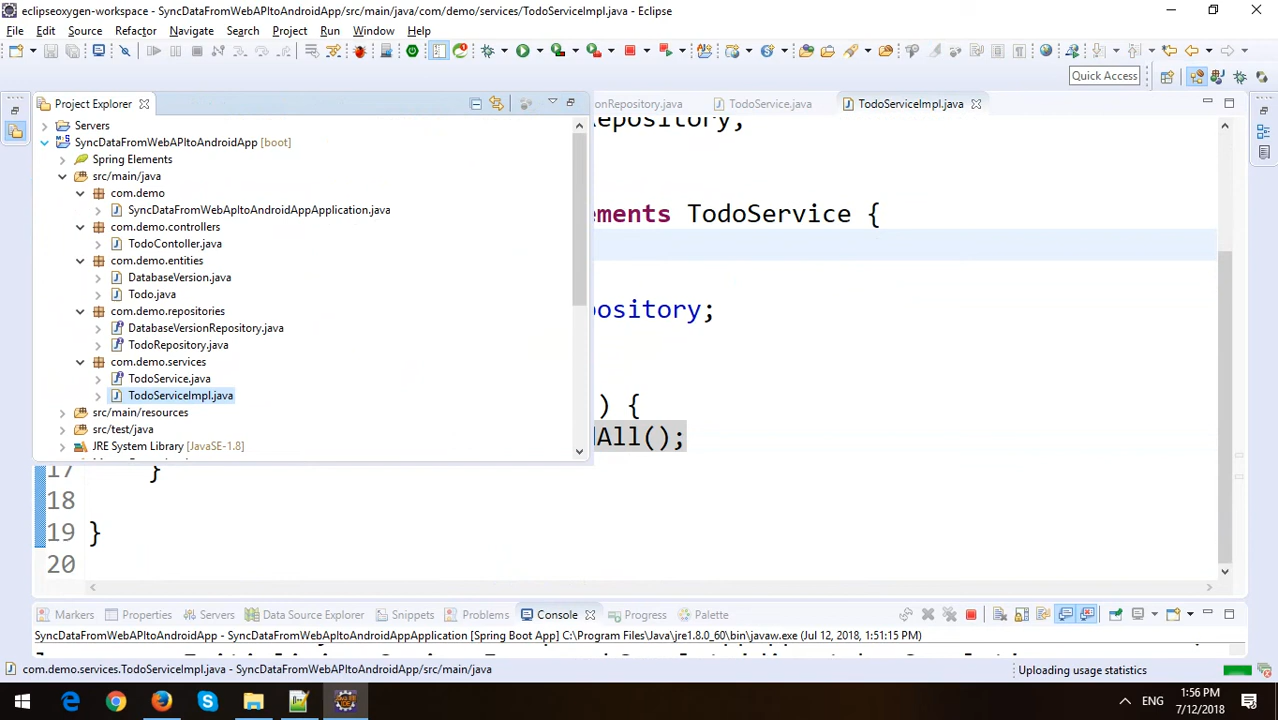 eclipseoxygen-workspace - SyncDataFromWebAPItoAndroidApp/src/main/java/com/demo/services/TodoServiceImpl.java - Eclipse
File Edit Source Refactor Navigate Search Project Run Window Help
Quick Access
Project Explorer
onRepository.java TodoService.java TodoServiceImpl.java
Servers
SyncDataFromWebAPItoAndroidApp [boot]
Spring Elements
src/main/java
com.demo
SyncDataFromWebApItoAndroidAppApplication.java
com.demo.controllers
TodoContoller.java
com.demo.entities
DatabaseVersion.java
Todo.java
com.demo.repositories
DatabaseVersionRepository.java
TodoRepository.java
com.demo.services
TodoService.java
TodoServiceImpl.java
src/main/resources
src/test/java
JRE System Library [JavaSE-1.8]
Repository;
ements TodoService {
pository;
) {
dAll();
17 }
18
19 }
20
Markers Properties Servers Data Source Explorer Snippets Problems Console Progress Palette
SyncDataFromWebAPItoAndroidApp - SyncDataFromWebApItoAndroidAppApplication [Spring Boot App] C:\Program Files\Java\jre1.8.0_60\bin\javaw.exe (Jul 12, 2018, 1:51:15 PM)
com.demo.services.TodoServiceImpl.java - SyncDataFromWebAPItoAndroidApp/src/main/java
Uploading usage statistics
ENG
1:56 PM
7/12/2018